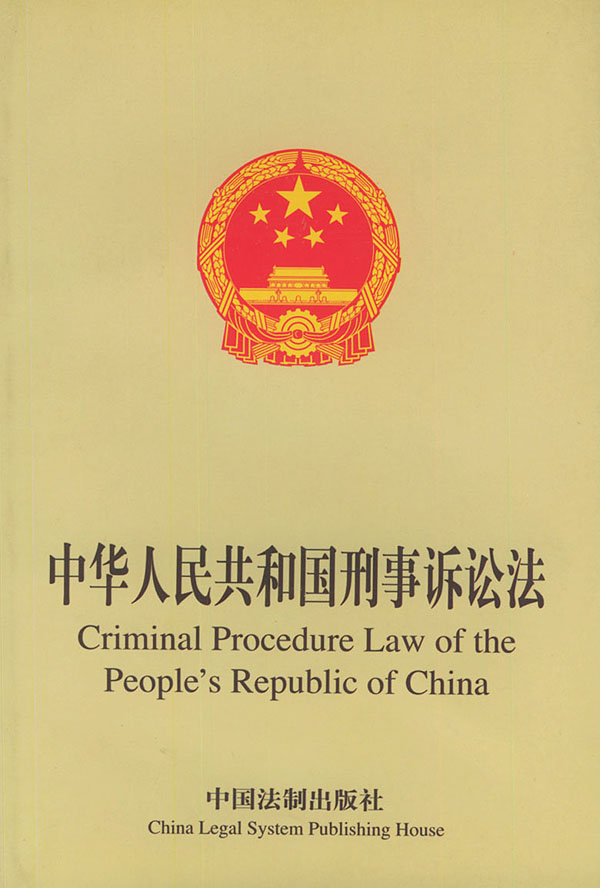 中华人民共和国刑事诉讼法
Criminal Procedure Law of the
People's Republic of China
中国法制出版社
China Legal System Publishing House